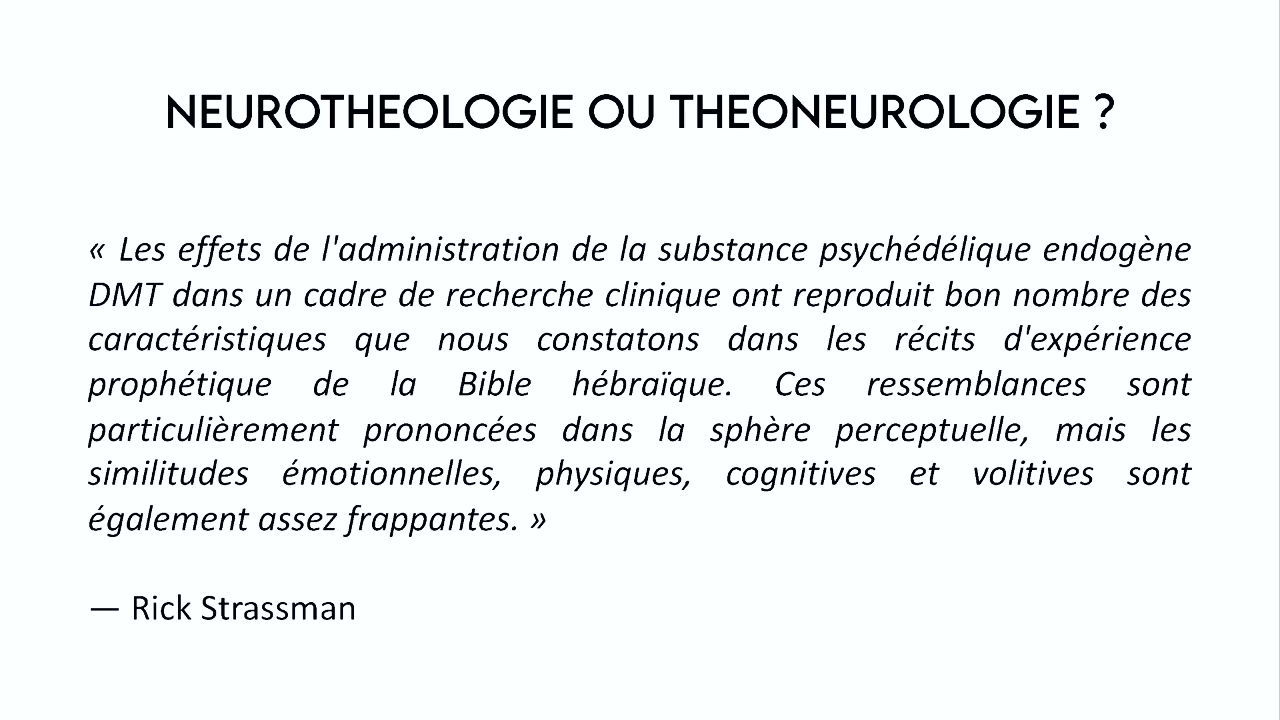 NEUROTHEOLOGIE OU THEONEUROLOGIE ?
« Les effets de l'administration de la substance psychédélique endogène
DMT dans un cadre de recherche clinique ont reproduit bon nombre des
caractéristiques que nous constatons dans les récits d'expérience
prophétique de la Bible hébraïque. Ces ressemblances sont
particulièrement prononcées dans la sphère perceptuelle, mais les
similitudes émotionnelles, physiques, cognitives et volitives sont
également assez frappantes. »
— Rick Strassman